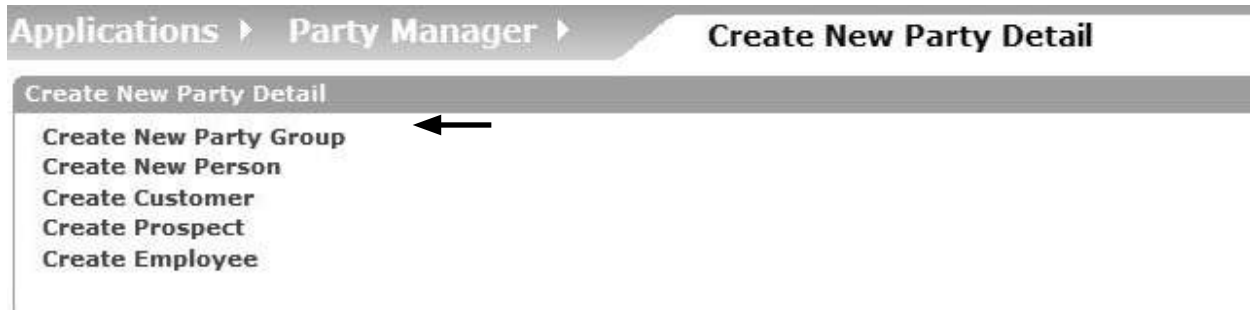 Applications Party Manager Create New Party Detail
Create New Party Detail
Create New Party Group
Create New Person
Create Customer
Create Prospect
Create Employee